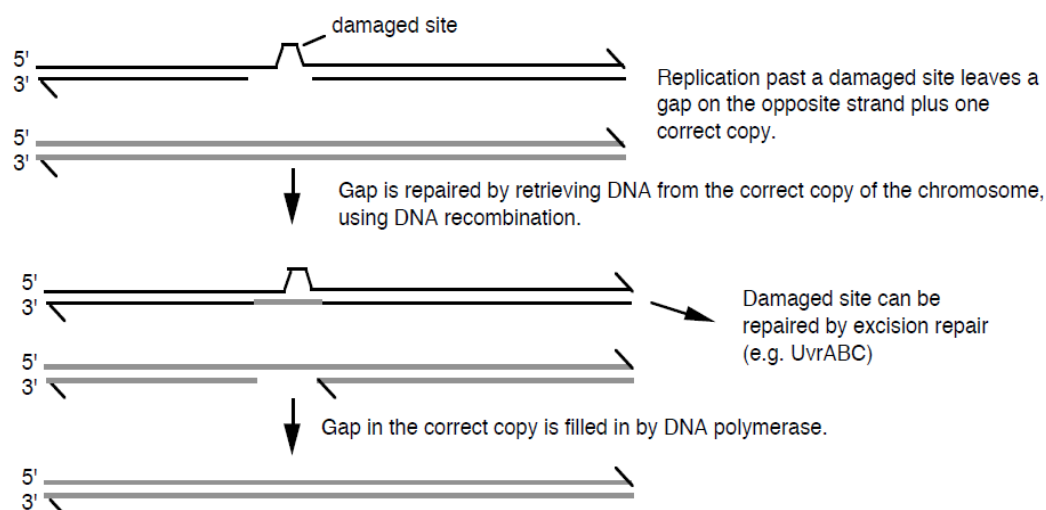 damaged site
5'
3'
Replication past a damaged site leaves a
gap on the opposite strand plus one
correct copy.
5'
3'
Gap is repaired by retrieving DNA from the correct copy of the chromosome,
using DNA recombination.
5'
3'
Damaged site can be
repaired by excision repair
(e.g. UvrABC)
5'
3'
Gap in the correct copy is filled in by DNA polymerase.
5'
3'